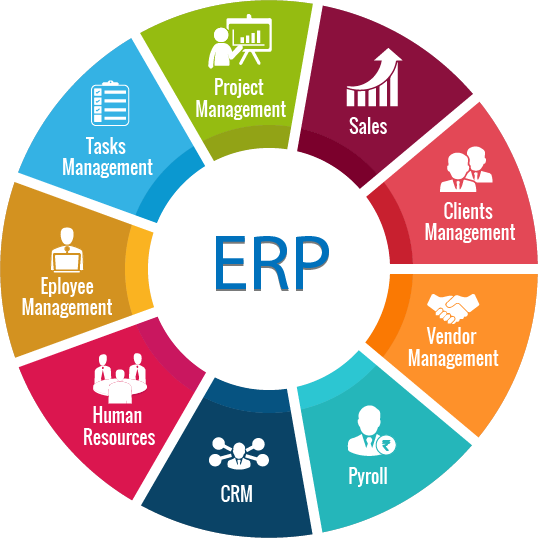 Project
Management
Sales
Clients
Management
Vendor
Management
Pyroll
CRM
Human
Resources
Eployee
Management
Tasks
Management
ERP
₹